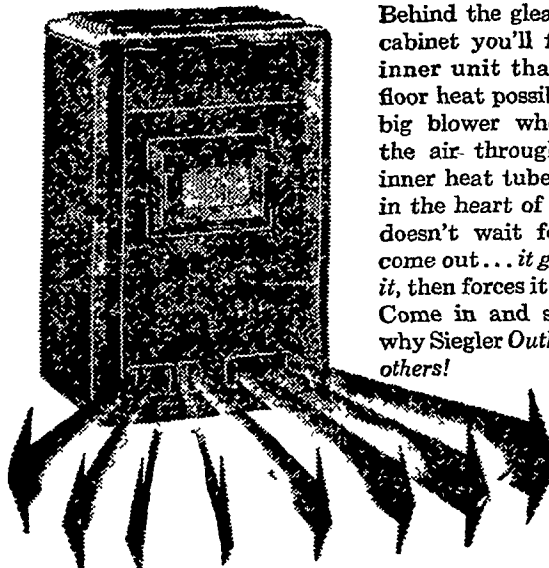 Behind the glea
cabinet you'll f
inner unit tha
floor heat possib
big blower wh
the air through
inner heat tube
in the heart of
doesn't wait fo
come out... it g
it, then forces it
Come in and s
why Siegler Outh
others!